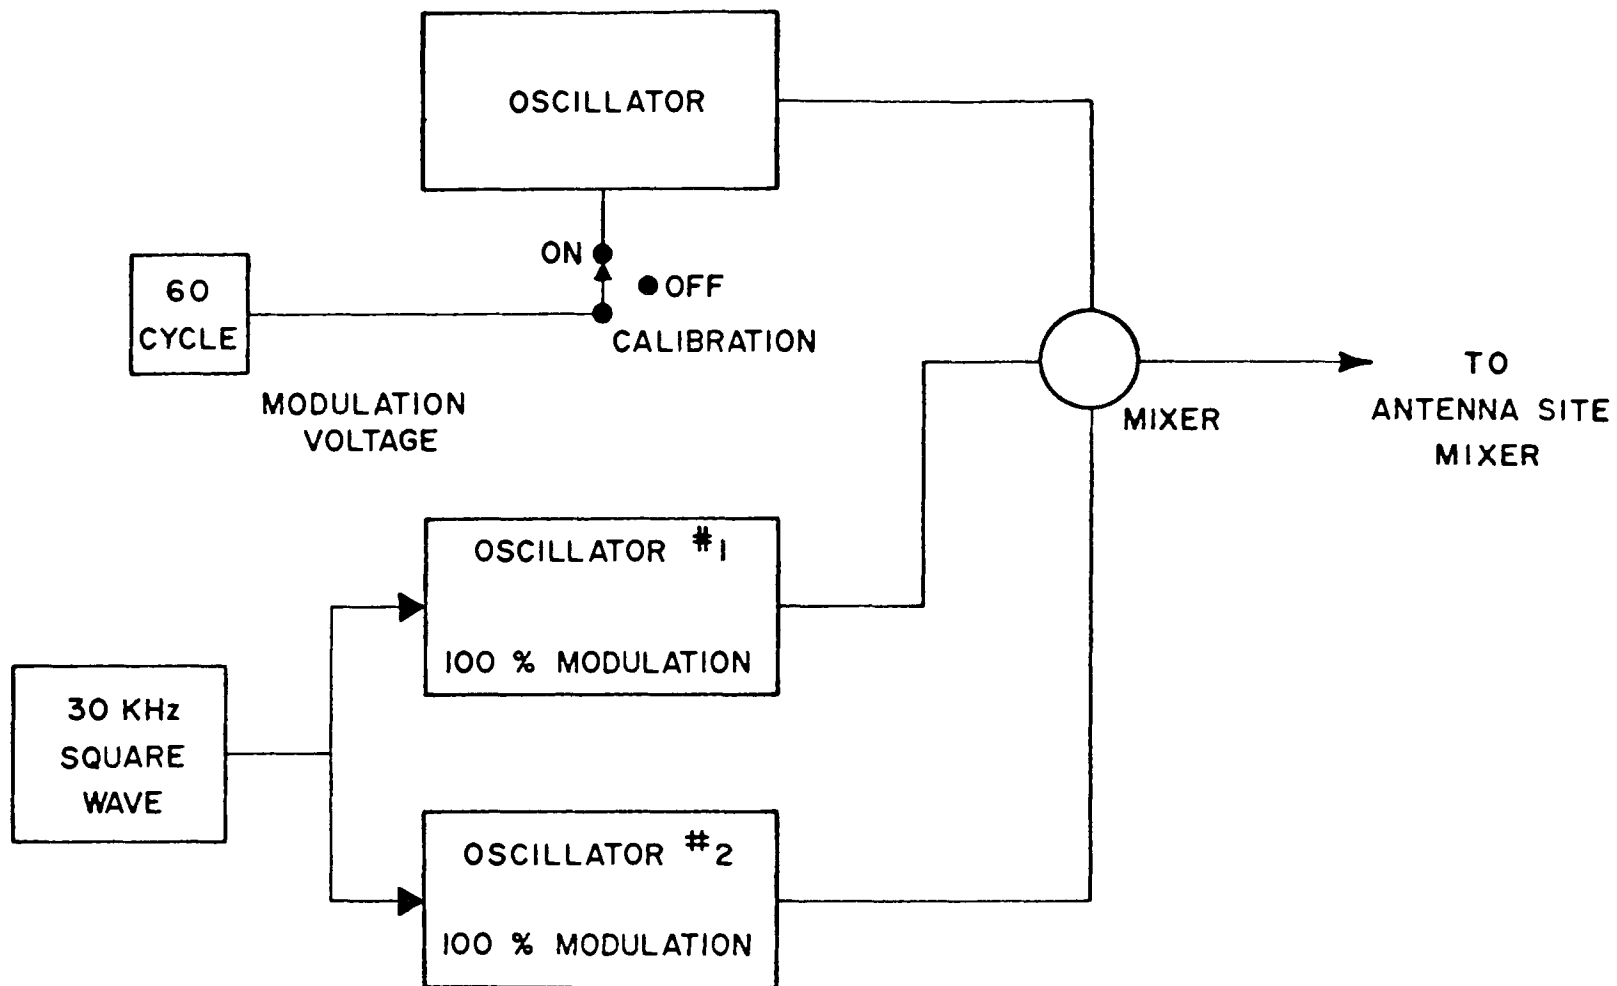 OSCILLATOR
ON
OFF
CALIBRATION
60
CYCLE
MODULATION
VOLTAGE
MIXER
TO
ANTENNA SITE
MIXER
OSCILLATOR #1
100 % MODULATION
30 KHz
SQUARE
WAVE
OSCILLATOR #2
100 % MODULATION